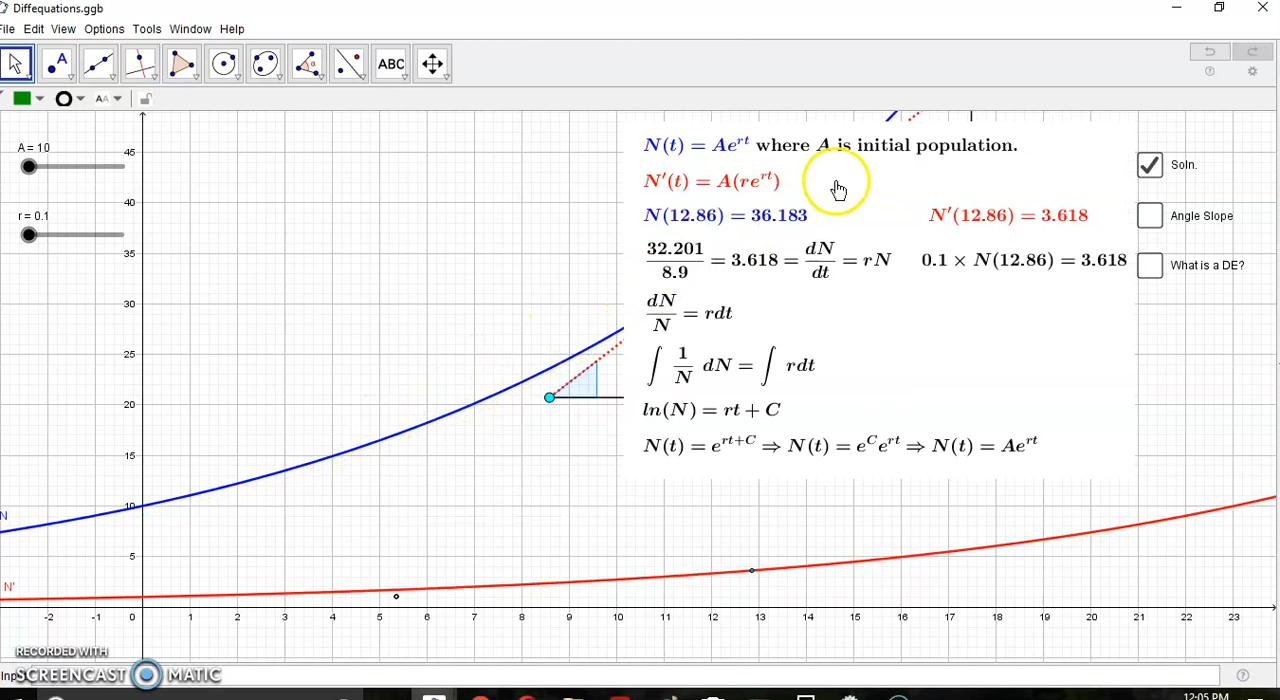 Diffequations.ggb
File Edit View Options Tools Window Help
A
α
ABC
AA
A = 10
r = 0.1
N(t) = Ae^{rt} where A is initial population.
N′(t) = A(re^{rt})
N(12.86) = 36.183 N′(12.86) = 3.618
32.201/8.9 = 3.618 = dN/dt = rN 0.1 × N(12.86) = 3.618
dN/N = rdt
∫ 1/N dN = ∫ rdt
ln(N) = rt + C
N(t) = e^{rt+C} ⇒ N(t) = e^C e^{rt} ⇒ N(t) = Ae^{rt}
Soln.
Angle Slope
What is a DE?
45
40
35
30
25
20
15
10
5
N
N'
-2 -1 0 1 2 3 4 5 6 7 8 9 10 11 12 13 14 15 16 17 18 19 20 21 22 23
RECORDED WITH
SCREENCAST MATIC
12:05 PM